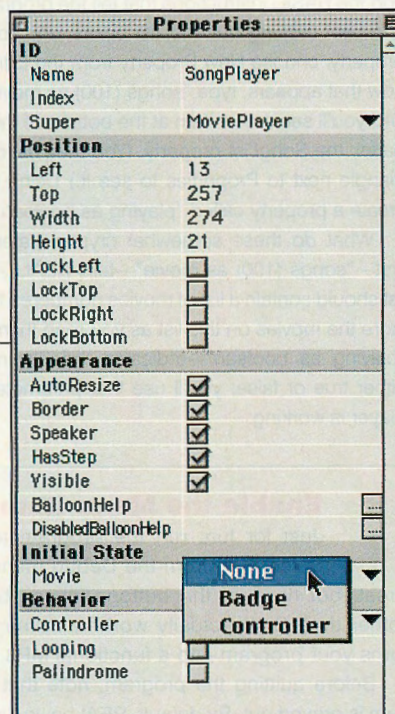 Properties
ID
Name SongPlayer
Index
Super MoviePlayer
Position
Left 13
Top 257
Width 274
Height 21
LockLeft
LockTop
LockRight
LockBottom
Appearance
AutoResize
Border
Speaker
HasStep
Visible
BalloonHelp ...
DisabledBalloonHelp ...
Initial State
Movie None
Behavior Badge
Controller Controller
Looping
Palindrome